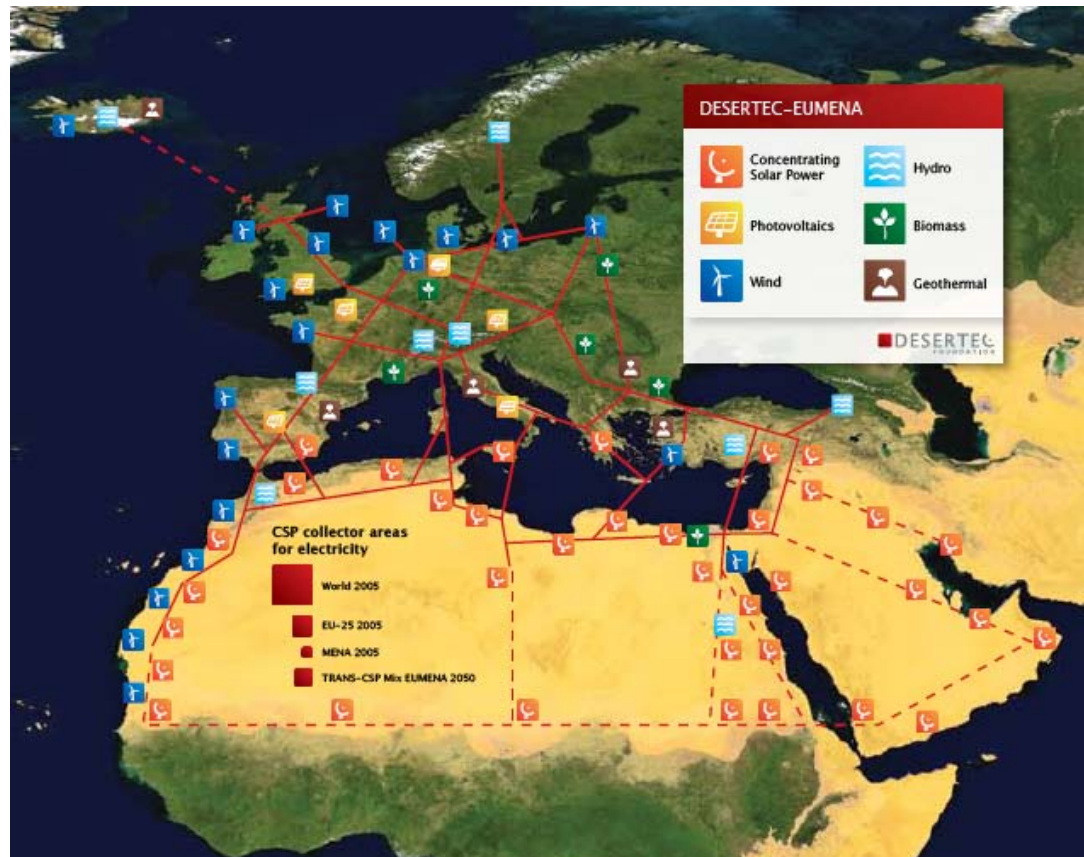 DESERTEC-EUMENA
Concentrating
Solar Power
Hydro
Photovoltaics
Biomass
Wind
Geothermal
DESERTEC
FOUNDATION
CSP collector areas
for electricity
World 2005
EU-25 2005
MENA 2005
TRANS-CSP Mix EUMENA 2050